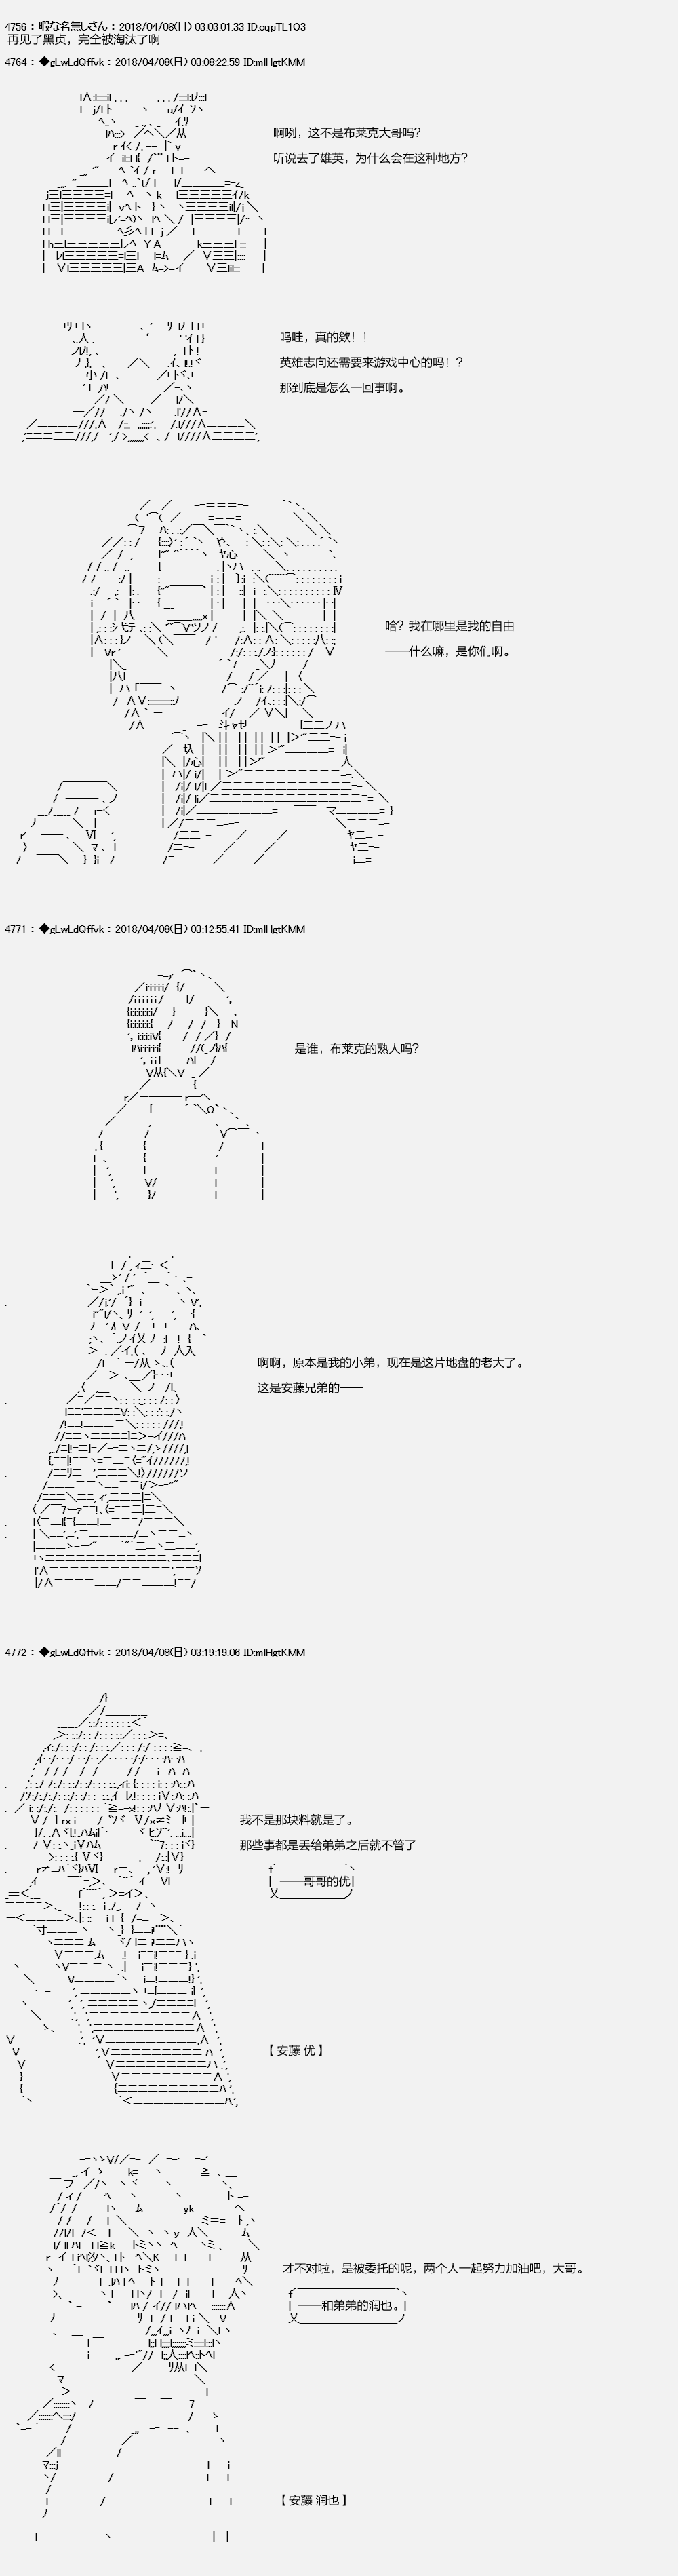 4756 : 暇な名無しさん : 2018/04/08(日) 03:03:01.33 ID:oqpTL1O3
再见了黑贞，完全被淘汰了啊
4764 : ◆gLwLdQffvk : 2018/04/08(日) 03:08:22.59 ID:mIHgtKMM
啊咧，这不是布莱克大哥吗?
听说去了雄英，为什么会在这种地方?
呜哇，真的欸！！
英雄志向还需要来游戏中心的吗！?
那到底是怎么一回事啊。
哈？我在哪里是我的自由
——什么嘛，是你们啊。
4771 : ◆gLwLdQffvk : 2018/04/08(日) 03:12:55.41 ID:mIHgtKMM
是谁，布莱克的熟人吗?
啊啊，原本是我的小弟，现在是这片地盘的老大了。
这是安藤兄弟的——
4772 : ◆gLwLdQffvk : 2018/04/08(日) 03:19:19.06 ID:mIHgtKMM
我不是那块料就是了。
那些事都是丢给弟弟之后就不管了——
——哥哥的优
【 安藤 优 】
才不对啦，是被委托的呢，两个人一起努力加油吧，大哥。
——和弟弟的润也。
【 安藤 润也 】